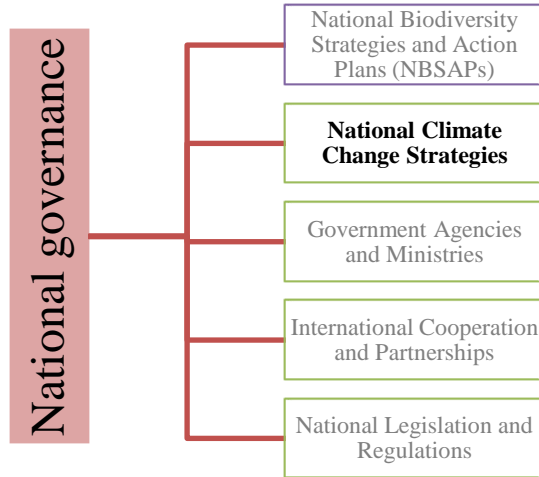 National governance
National Biodiversity
Strategies and Action
Plans (NBSAPs)
National Climate
Change Strategies
Government Agencies
and Ministries
International Cooperation
and Partnerships
National Legislation and
Regulations